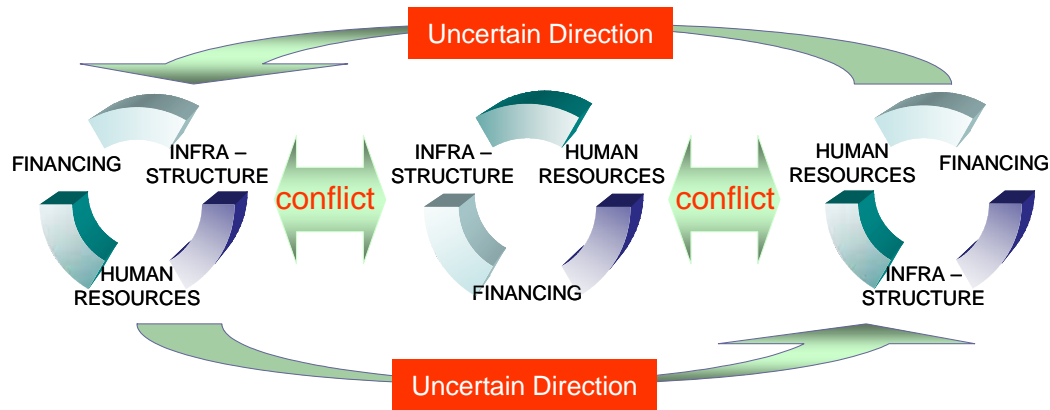 Uncertain Direction
FINANCING
INFRA –
STRUCTURE
HUMAN
RESOURCES
conflict
INFRA –
STRUCTURE
HUMAN
RESOURCES
FINANCING
conflict
HUMAN
RESOURCES
FINANCING
INFRA –
STRUCTURE
Uncertain Direction